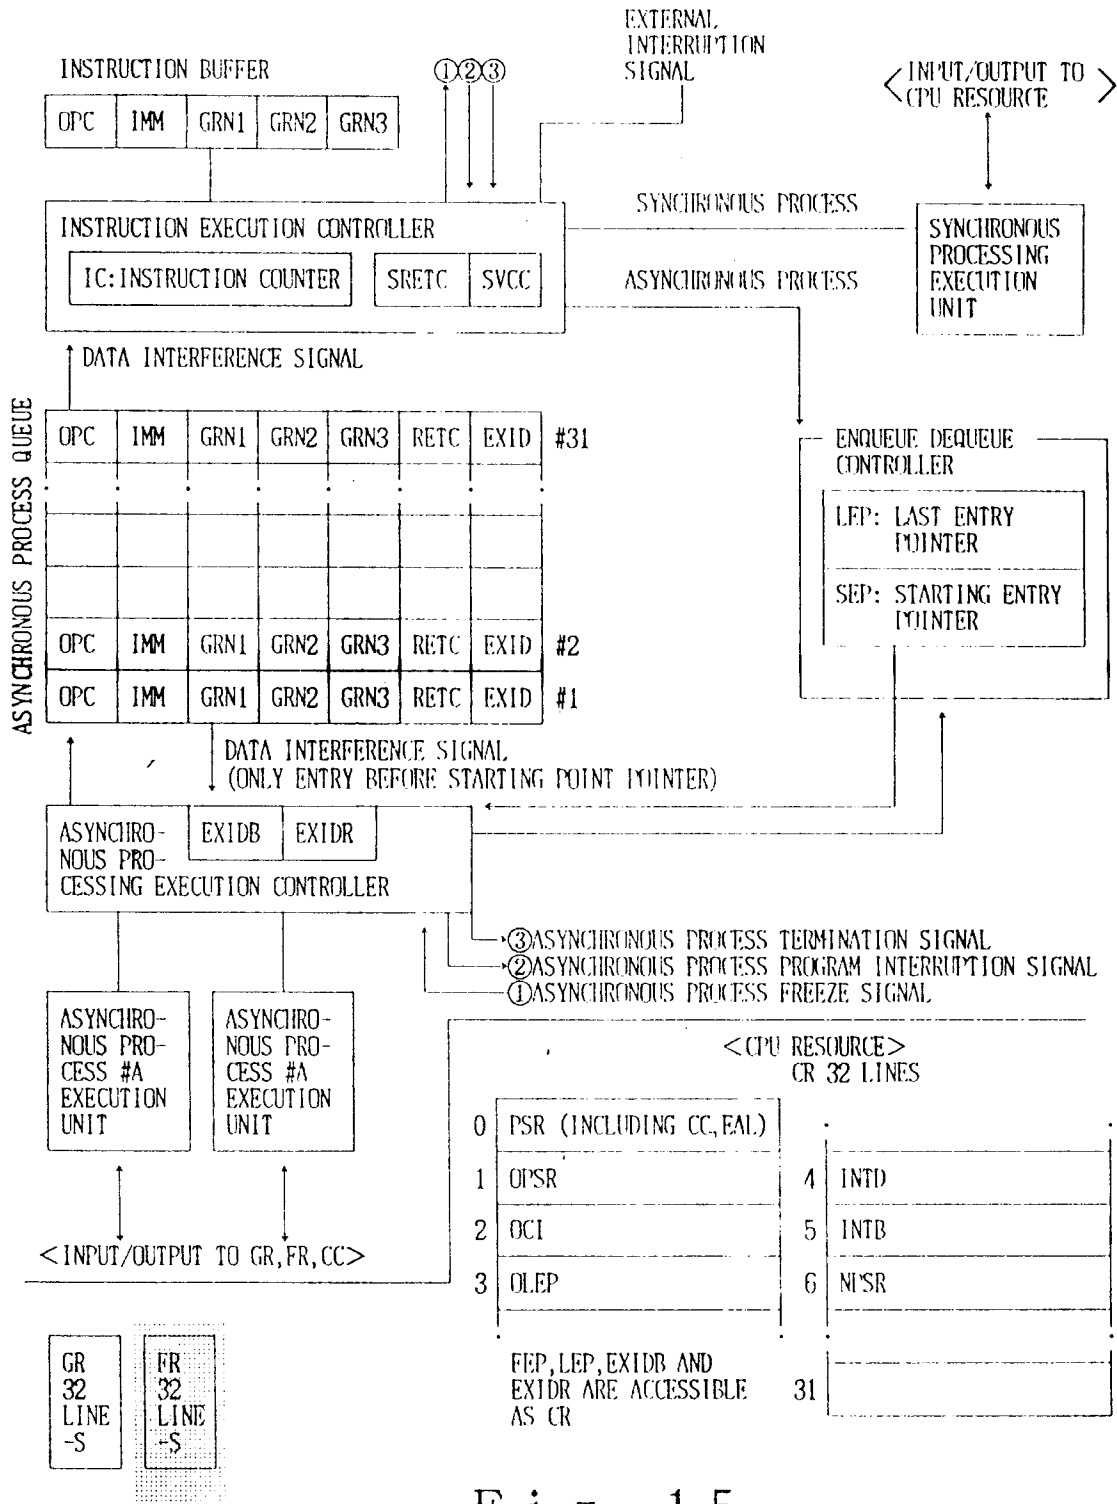 EXTERNAL
INTERRUPTION
SIGNAL
INSTRUCTION BUFFER
①②③
<INPUT/OUTPUT TO
CPU RESOURCE>
OPC IMM GRN1 GRN2 GRN3
SYNCHRONOUS PROCESS
INSTRUCTION EXECUTION CONTROLLER
IC:INSTRUCTION COUNTER SRETC SVCC
ASYNCHRONOUS PROCESS
SYNCHRONOUS
PROCESSING
EXECUTION
UNIT
DATA INTERFERENCE SIGNAL
ASYNCHRONOUS PROCESS QUEUE
OPC IMM GRN1 GRN2 GRN3 RETC EXID #31
OPC IMM GRN1 GRN2 GRN3 RETC EXID #2
OPC IMM GRN1 GRN2 GRN3 RETC EXID #1
ENQUEUE DEQUEUE
CONTROLLER
LEP: LAST ENTRY
POINTER
SEP: STARTING ENTRY
POINTER
DATA INTERFERENCE SIGNAL
(ONLY ENTRY BEFORE STARTING POINT POINTER)
EXIDB EXIDR
ASYNCHRO-
NOUS PRO-
CESSING EXECUTION CONTROLLER
③ASYNCHRONOUS PROCESS TERMINATION SIGNAL
②ASYNCHRONOUS PROCESS PROGRAM INTERRUPTION SIGNAL
①ASYNCHRONOUS PROCESS FREEZE SIGNAL
ASYNCHRO-
NOUS PRO-
CESS #A
EXECUTION
UNIT
ASYNCHRO-
NOUS PRO-
CESS #A
EXECUTION
UNIT
<INPUT/OUTPUT TO GR,FR,CC>
<CPU RESOURCE>
CR 32 LINES
0 PSR (INCLUDING CC,EAL)
1 OPSR
2 OCI
3 OLEP
4 INTD
5 INTB
6 NPSR
31
FEP,LEP,EXIDB AND
EXIDR ARE ACCESSIBLE
AS CR
GR
32
LINE
-S
FR
32
LINE
-S
Fig. 15